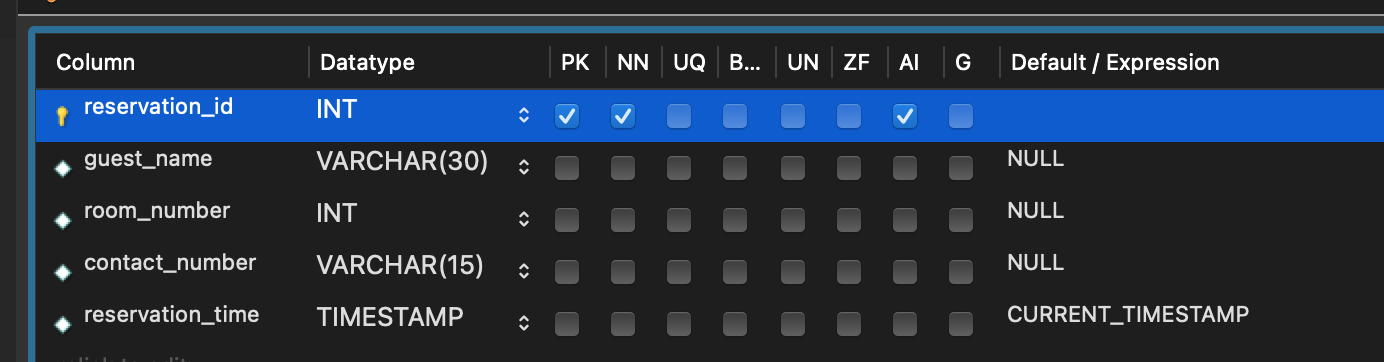 Column Datatype PK NN UQ B... UN ZF AI G Default / Expression
reservation_id INT
guest_name VARCHAR(30) NULL
room_number INT NULL
contact_number VARCHAR(15) NULL
reservation_time TIMESTAMP CURRENT_TIMESTAMP